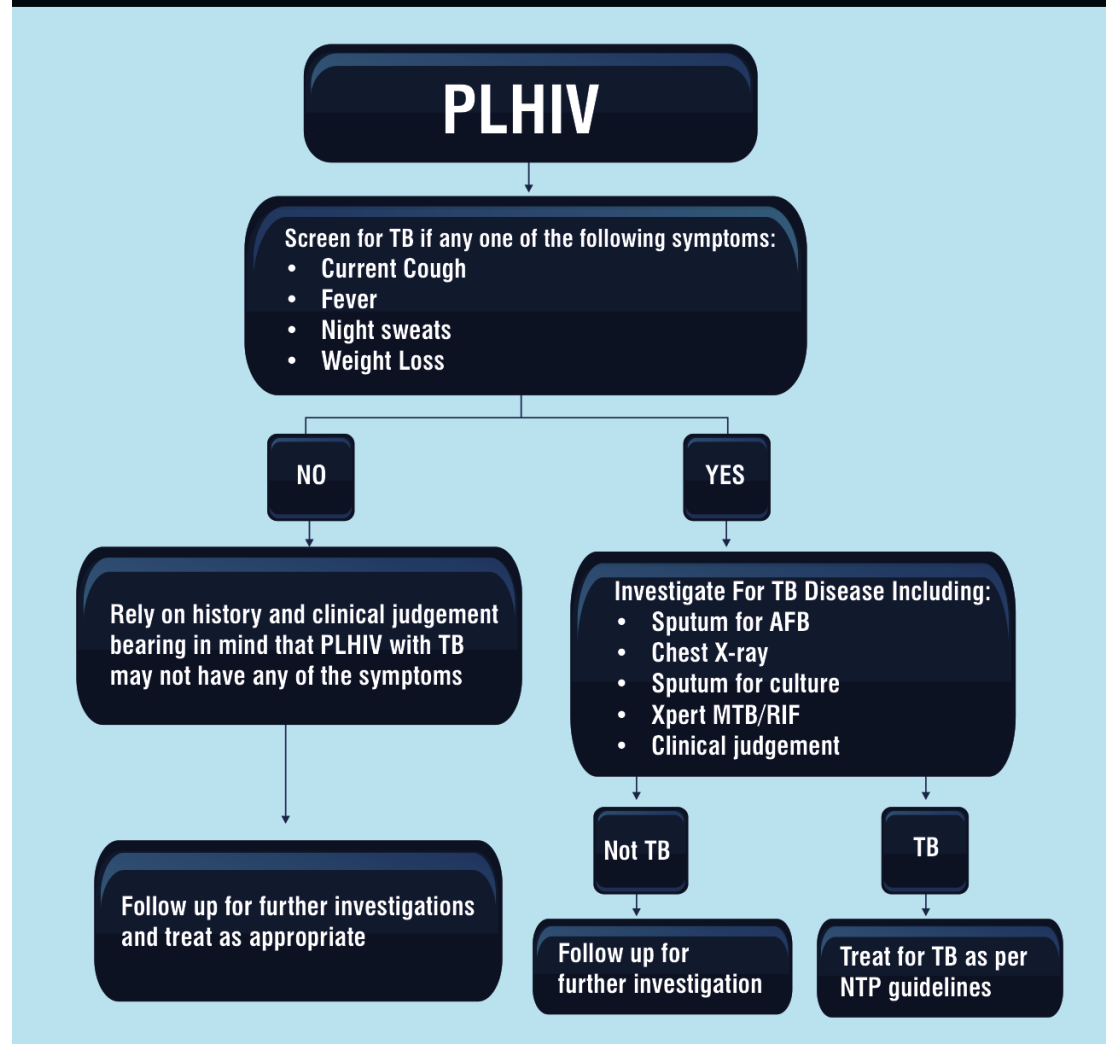 PLHIV
Screen for TB if any one of the following symptoms:
• Current Cough
• Fever
• Night sweats
• Weight Loss
NO
YES
Rely on history and clinical judgement
bearing in mind that PLHIV with TB
may not have any of the symptoms
Investigate For TB Disease Including:
• Sputum for AFB
• Chest X-ray
• Sputum for culture
• Xpert MTB/RIF
• Clinical judgement
Not TB
TB
Follow up for further investigations
and treat as appropriate
Follow up for
further investigation
Treat for TB as per
NTP guidelines